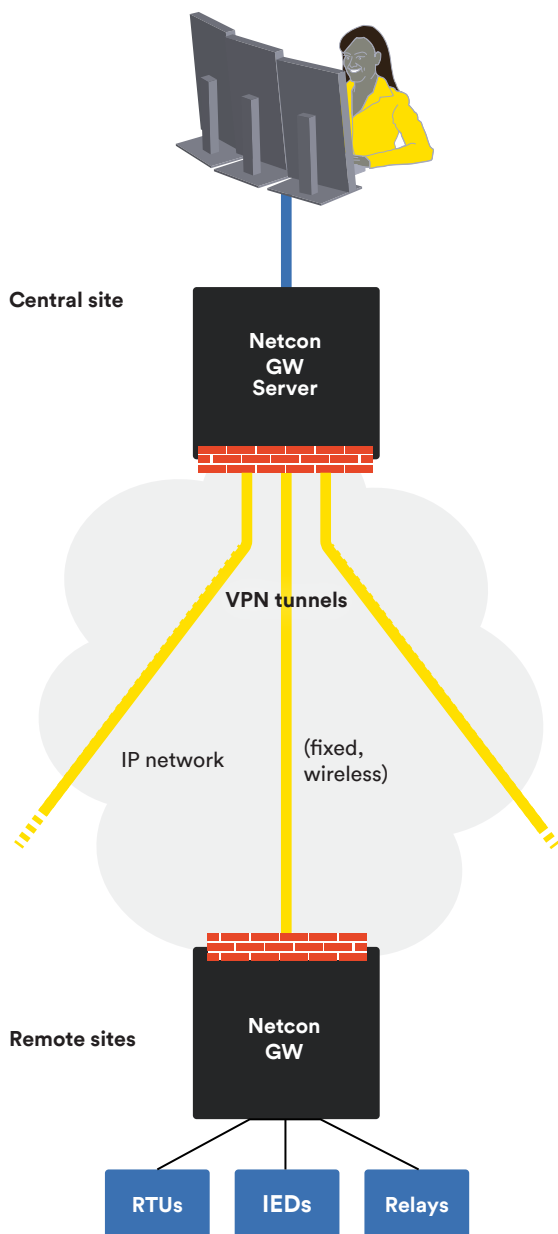 Central site
Netcon
GW
Server
VPN tunnels
IP network
(fixed,
wireless)
Remote sites
Netcon
GW
RTUs
IEDs
Relays